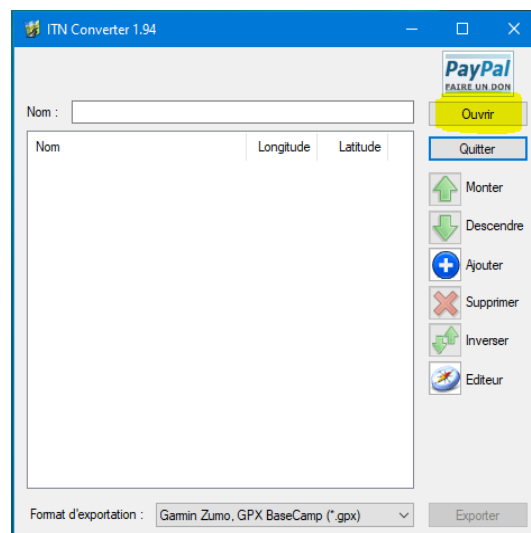 ITN Converter 1.94
PayPal
FAIRE UN DON
Nom :
Ouvrir
Nom Longitude Latitude
Quitter
Monter
Descendre
Ajouter
Supprimer
Inverser
Editeur
Format d'exportation : Garmin Zumo, GPX BaseCamp (*.gpx)
Exporter